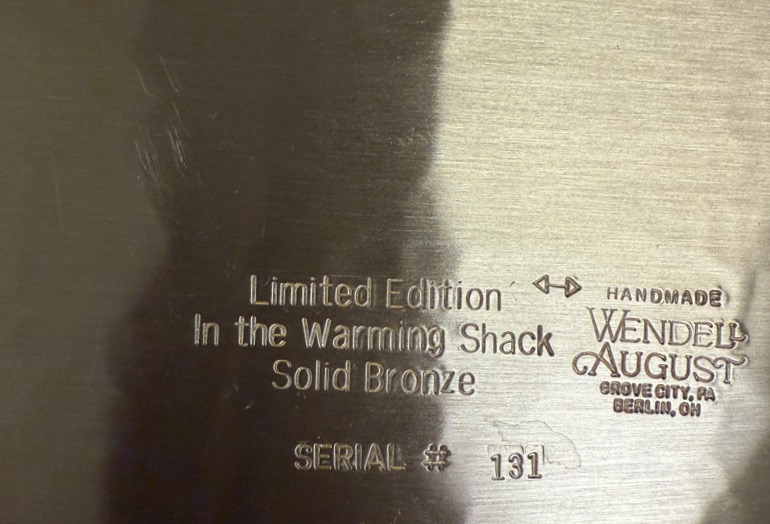 Limited Edition
In the Warming Shack
Solid Bronze
SERIAL # 131
HANDMADE
WENDELL
AUGUST
GROVE CITY, PA
BERLIN, OH